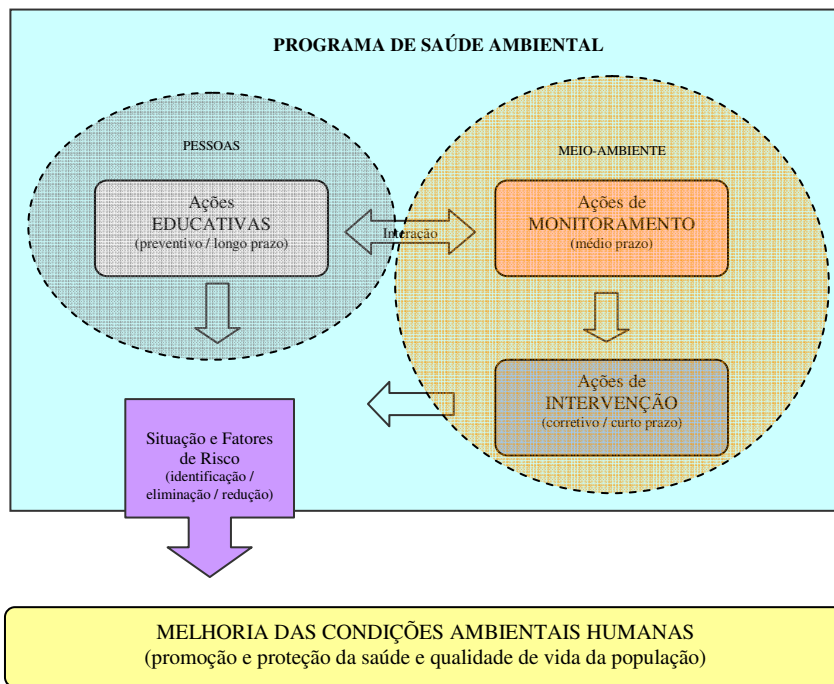 PROGRAMA DE SAÚDE AMBIENTAL
PESSOAS
Ações
EDUCATIVAS
(preventivo / longo prazo)
Interação
MEIO-AMBIENTE
Ações de
MONITORAMENTO
(médio prazo)
Ações de
INTERVENÇÃO
(corretivo / curto prazo)
Situação e Fatores
de Risco
(identificação /
eliminação / redução)
MELHORIA DAS CONDIÇÕES AMBIENTAIS HUMANAS
(promoção e proteção da saúde e qualidade de vida da população)